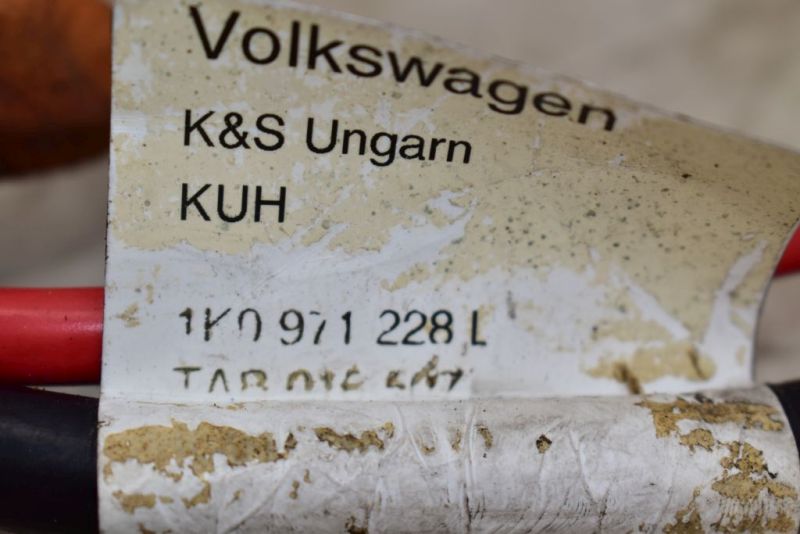 Volkswagen
K&S Ungarn
KUH
1K0 971 228 L